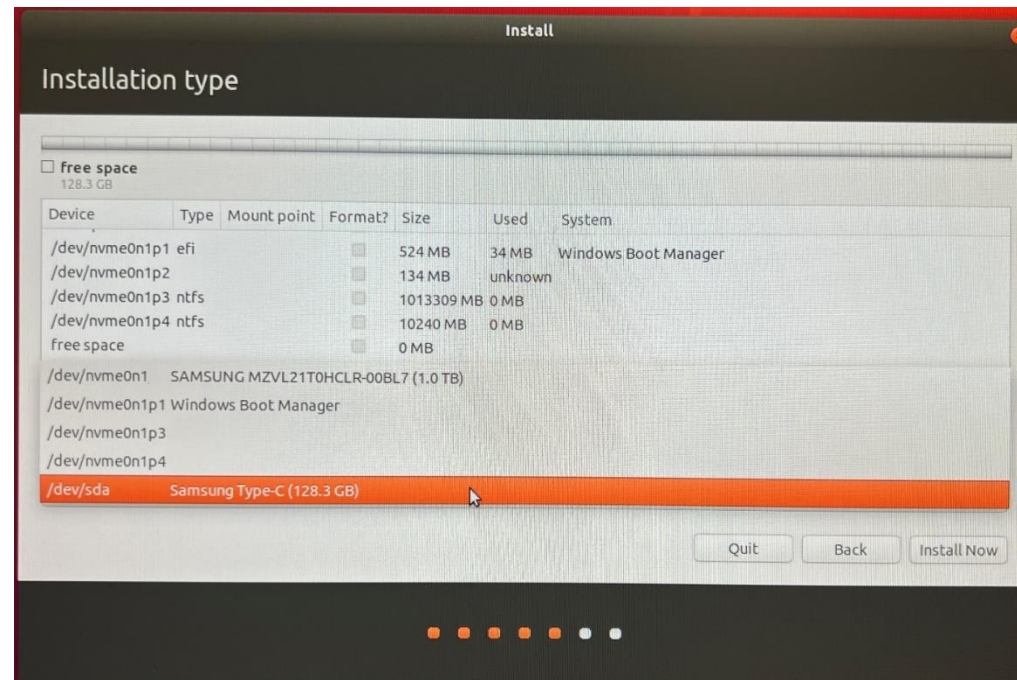 Install
Installation type
free space
128.3 GB
Device Type Mount point Format? Size Used System
/dev/nvme0n1p1 efi 524 MB 34 MB Windows Boot Manager
/dev/nvme0n1p2 134 MB unknown
/dev/nvme0n1p3 ntfs 1013309 MB 0 MB
/dev/nvme0n1p4 ntfs 10240 MB 0 MB
free space 0 MB
/dev/nvme0n1 SAMSUNG MZVL21T0HCLR-00BL7 (1.0 TB)
/dev/nvme0n1p1 Windows Boot Manager
/dev/nvme0n1p3
/dev/nvme0n1p4
/dev/sda Samsung Type-C (128.3 GB)
Quit Back Install Now